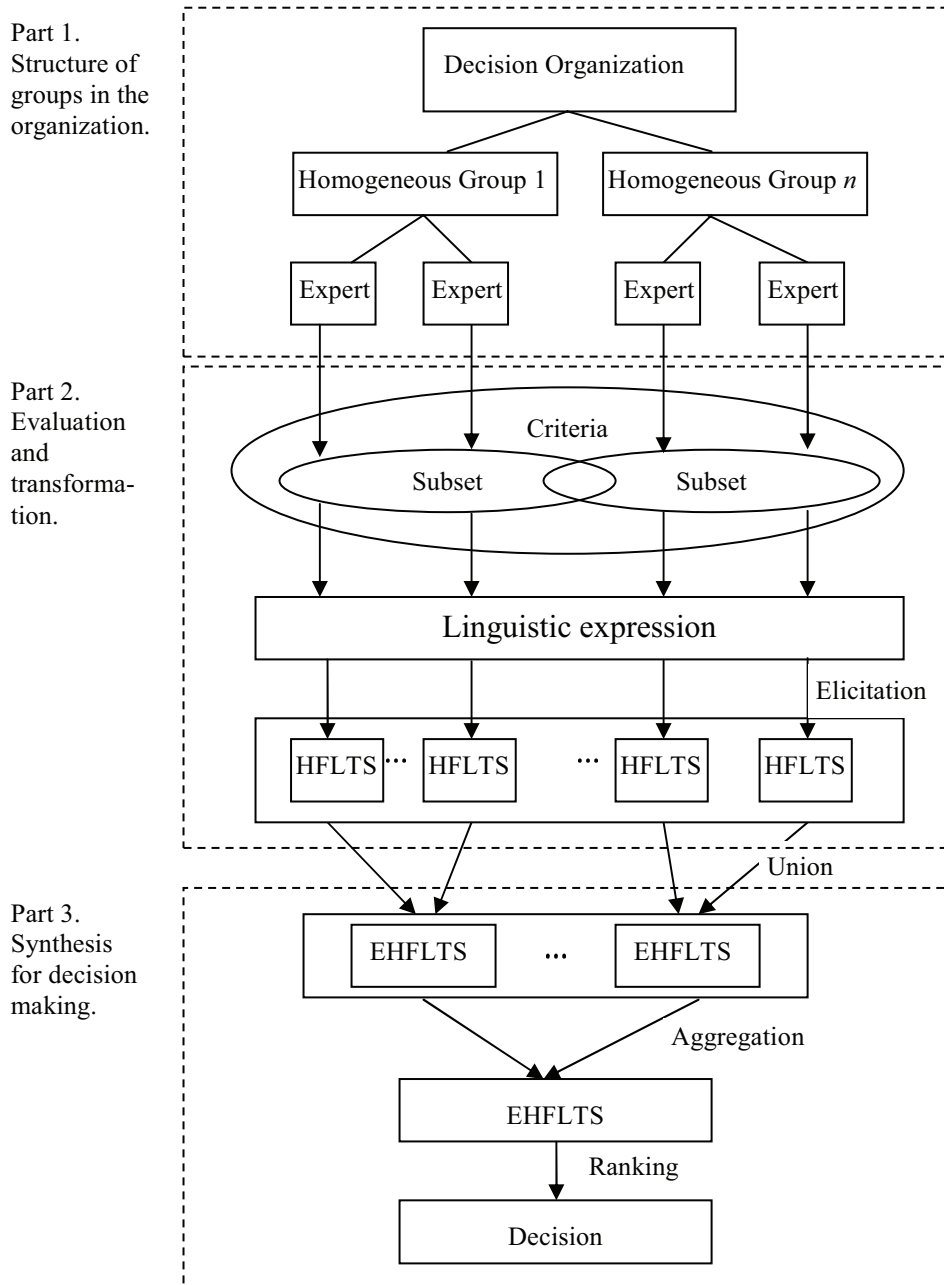 Part 1.
Structure of
groups in the
organization.
Decision Organization
Homogeneous Group 1
Homogeneous Group n
Expert
Expert
Expert
Expert
Part 2.
Evaluation
and
transforma-
tion.
Criteria
Subset
Subset
Linguistic expression
Elicitation
HFLTS
...
HFLTS
...
HFLTS
HFLTS
Union
Part 3.
Synthesis
for decision
making.
EHFLTS
...
EHFLTS
Aggregation
EHFLTS
Ranking
Decision